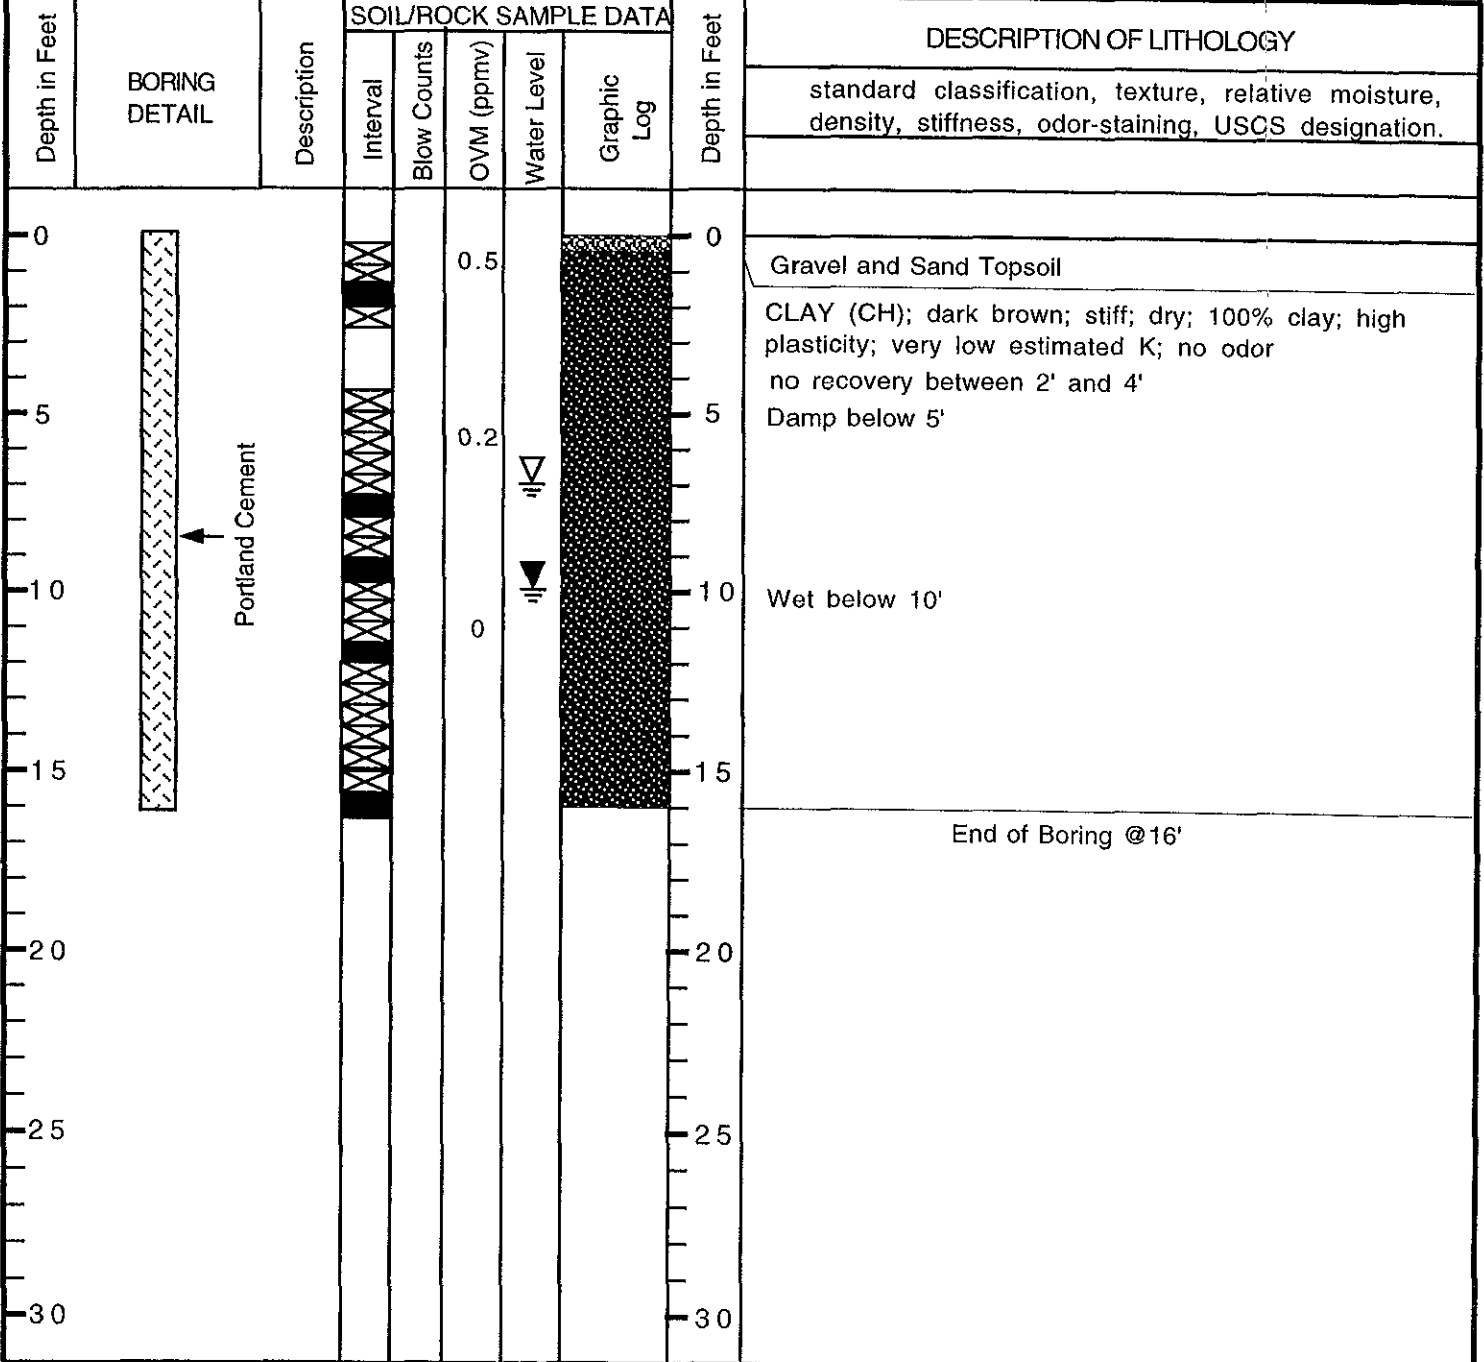 Depth in Feet
BORING
DETAIL
Description
SOIL/ROCK SAMPLE DATA
Interval
Blow Counts
OVM (ppmv)
Water Level
Graphic
Log
Depth in Feet
DESCRIPTION OF LITHOLOGY
standard classification, texture, relative moisture,
density, stiffness, odor-staining, USCS designation.
0
5
10
15
20
25
30
Portland Cement
0.5
0.2
0
0
5
10
15
20
25
30
Gravel and Sand Topsoil
CLAY (CH); dark brown; stiff; dry; 100% clay; high
plasticity; very low estimated K; no odor
no recovery between 2' and 4'
Damp below 5'
Wet below 10'
End of Boring @16'